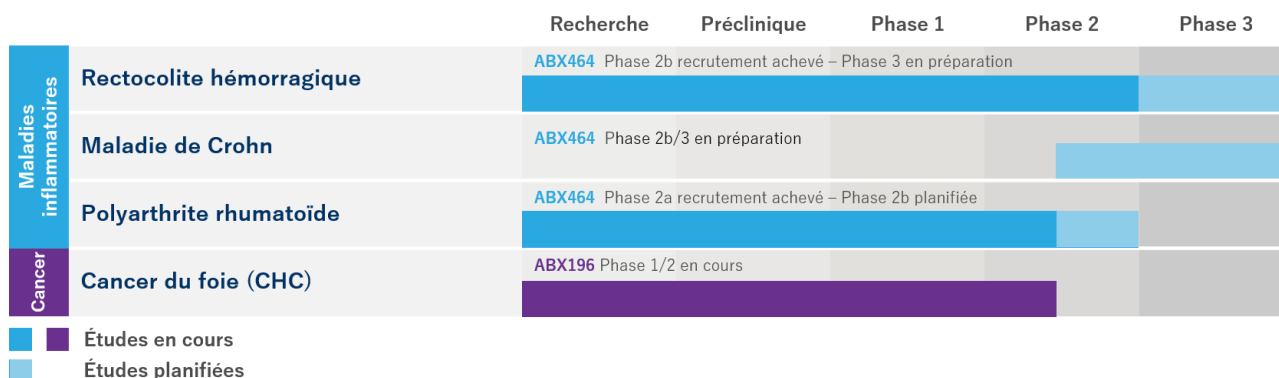 Recherche Préclinique Phase 1 Phase 2 Phase 3
Maladies
inflammatoires
Rectocolite hémorragique
ABX464 Phase 2b recrutement achevé – Phase 3 en préparation
Maladie de Crohn
ABX464 Phase 2b/3 en préparation
Polyarthrite rhumatoïde
ABX464 Phase 2a recrutement achevé – Phase 2b planifiée
Cancer
Cancer du foie (CHC)
ABX196 Phase 1/2 en cours
Études en cours
Études planifiées